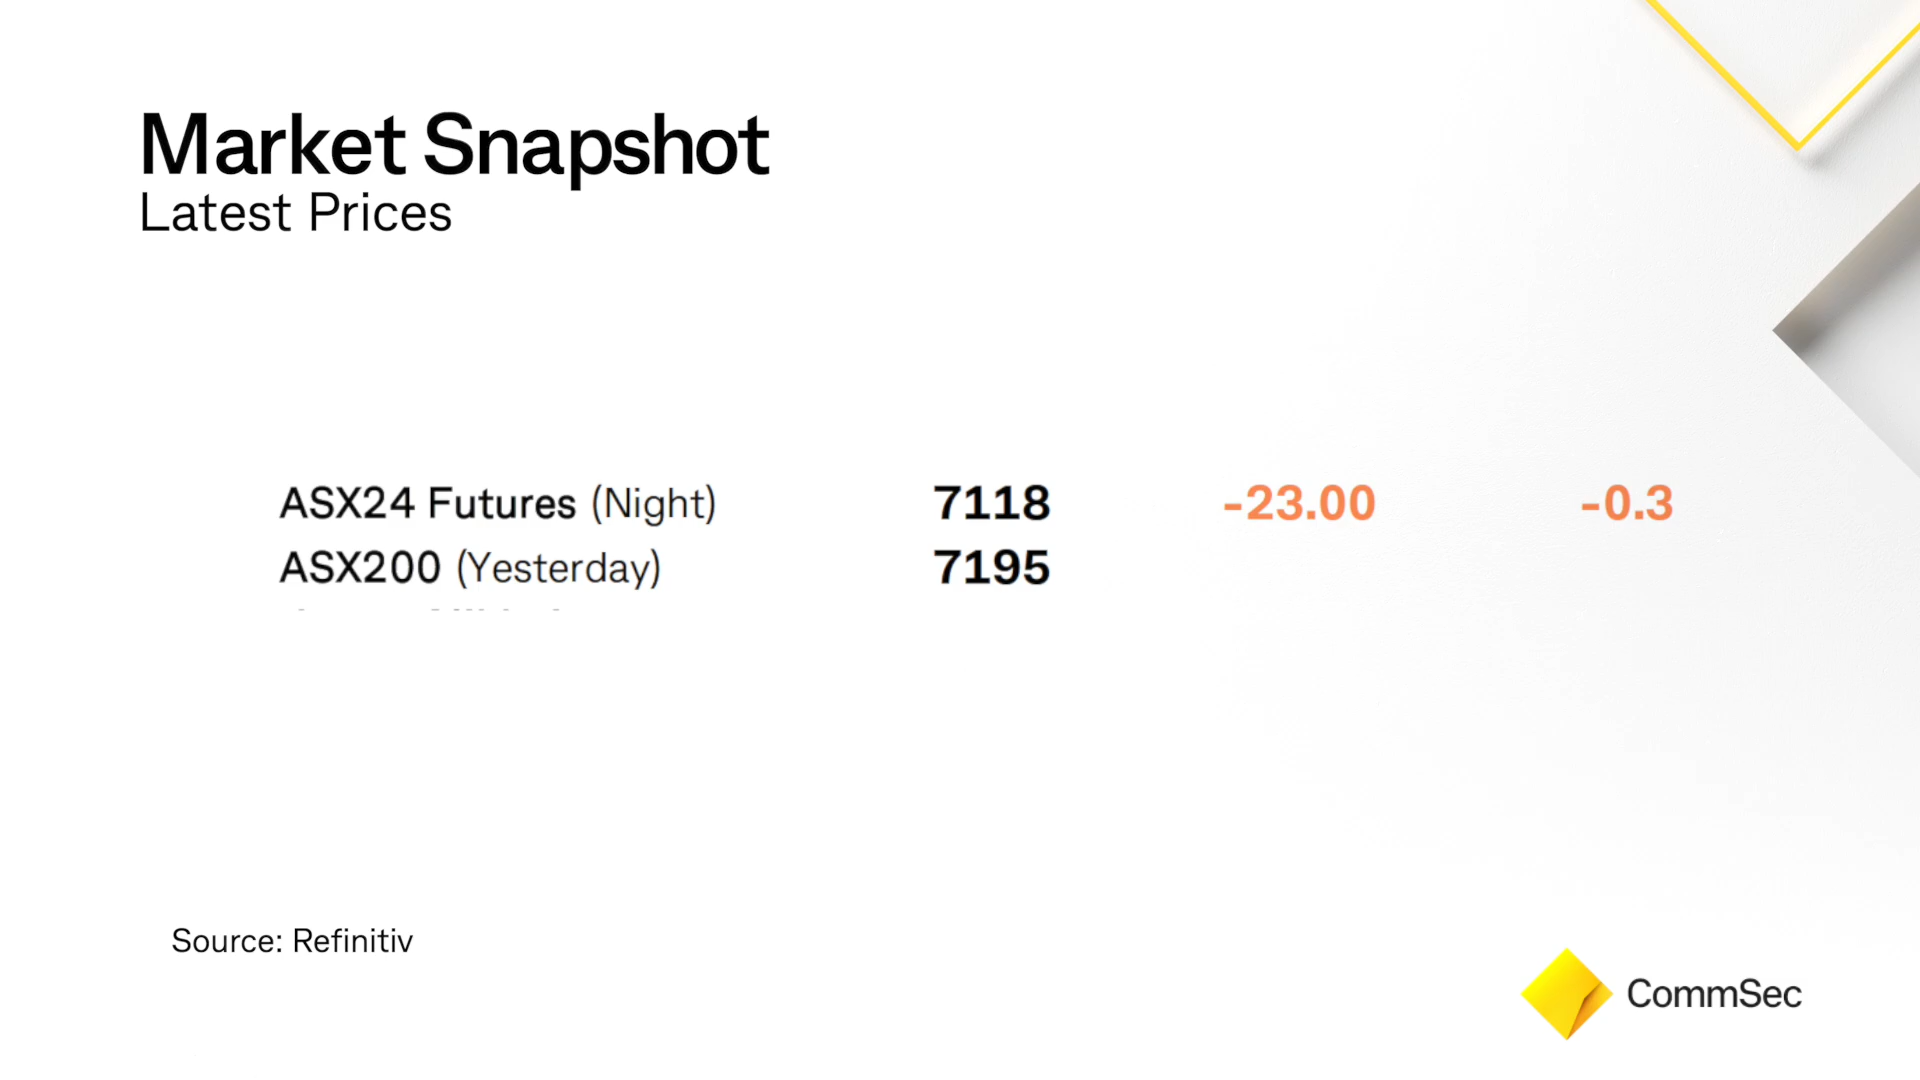 Market Snapshot
Latest Prices
ASX24 Futures (Night) 7118 -23.00 -0.3
ASX200 (Yesterday) 7195
Source: Refinitiv
CommSec